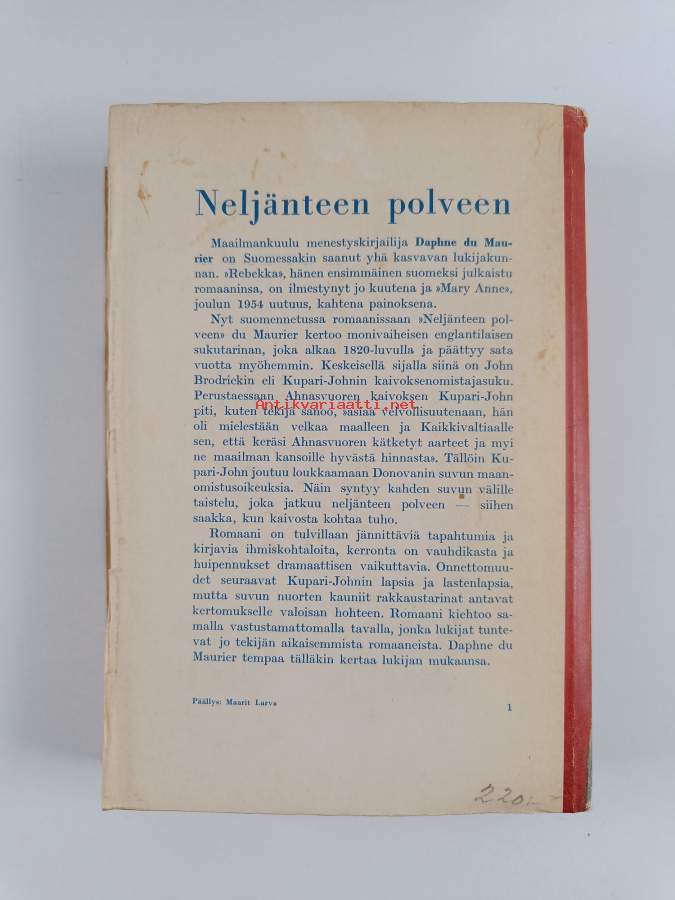 Neljänteen polveen
Maailmankuulu menestyskirjailija Daphne du Mau-
rier on Suomessakin saanut yhä kasvavan lukijakun-
nan. »Rebekka», hänen ensimmäinen suomeksi julkaistu
romaaninsa, on ilmestynyt jo kuutena ja »Mary Anne»,
joulun 1954 uutuus, kahtena painoksena.
Nyt suomennetussa romaanissaan »Neljänteen pol-
veen» du Maurier kertoo monivaiheisen englantilaisen
sukutarinan, joka alkaa 1820-luvulla ja päättyy sata
vuotta myöhemmin. Keskeisellä sijalla siinä on John
Brodrickin eli Kupari-Johnin kaivoksenomistajasuku.
Perustaessaan Ahnasvuoren kaivoksen Kupari-John
Antikvariaatti.net
piti, kuten tekijä sanoo, »asiaa velvollisuutenaan, hän
oli mielestään velkaa maalleen ja Kaikkivaltiaalle
sen, että keräsi Ahnasvuoren kätketyt aarteet ja myi
ne maailman kansoille hyvästä hinnasta». Tällöin Ku-
pari-John joutuu loukkaamaan Donovanin suvun maan-
omistusoikeuksia. Näin syntyy kahden suvun välille
taistelu, joka jatkuu neljänteen polveen — siihen
saakka, kun kaivosta kohtaa tuho.
Romaani on tulvillaan jännittäviä tapahtumia ja
kirjavia ihmiskohtaloita, kerronta on vauhdikasta ja
huipennukset dramaattisen vaikuttavia. Onnettomuu-
det seuraavat Kupari-Johnin lapsia ja lastenlapsia,
mutta suvun nuorten kauniit rakkaustarinat antavat
kertomukselle valoisan hohteen. Romaani kiehtoo sa-
malla vastustamattomalla tavalla, jonka lukijat tunte-
vat jo tekijän aikaisemmista romaaneista. Daphne du
Maurier tempaa tälläkin kertaa lukijan mukaansa.
Päällys: Maarit Larva
1
220:-